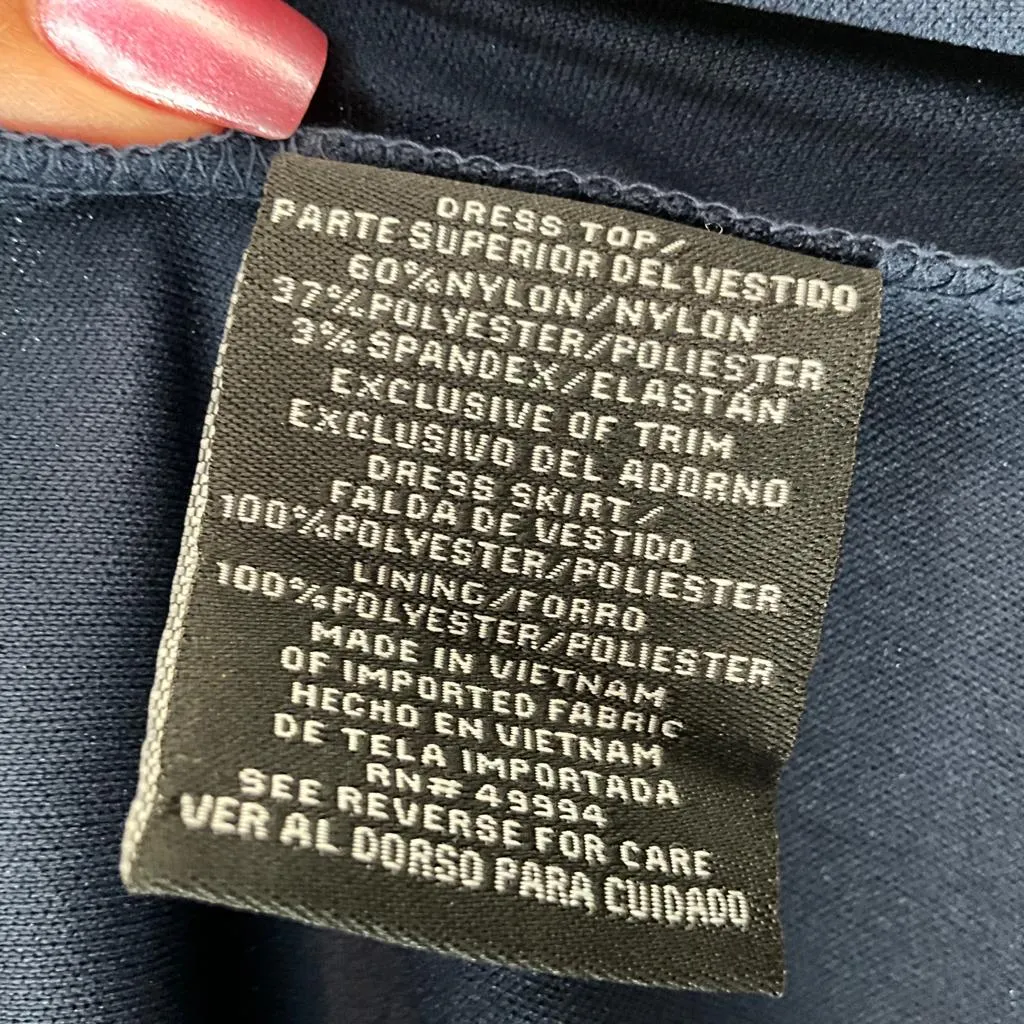 DRESS TOP/
PARTE SUPERIOR DEL VESTIDO
60%NYLON/NYLON
37%POLYESTER/POLIESTER
3%SPANDEX/ELASTÁN
EXCLUSIVE OF TRIM
EXCLUSIVO DEL ADORNO
DRESS SKIRT/
FALDA DE VESTIDO
100%POLYESTER/POLIESTER
LINING/FORRO
100%POLYESTER/POLIESTER
MADE IN VIETNAM
OF IMPORTED FABRIC
HECHO EN VIETNAM
DE TELA IMPORTADA
RN# 49994
SEE REVERSE FOR CARE
VER AL DORSO PARA CUIDADO